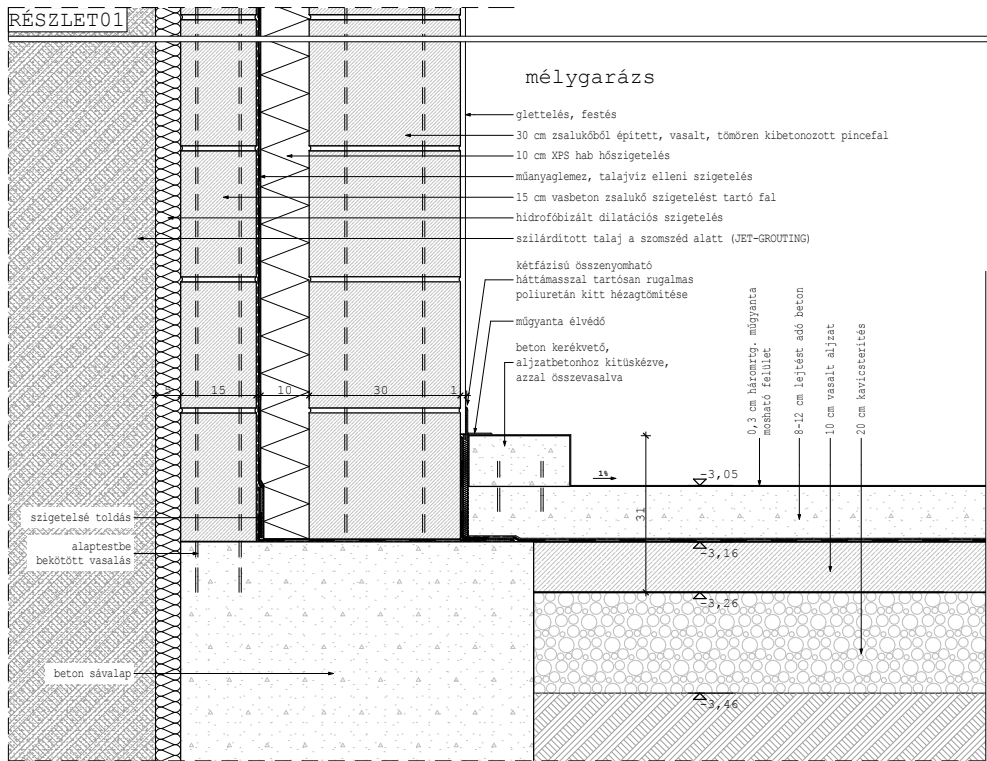 RÉSZLET01
mélygarázs
glettelés, festés
30 cm zsalukőből épített, vasalt, tömören kibetonozott pincefal
10 cm XPS hab hőszigetelés
műanyaglemez, talajvíz elleni szigetelés
15 cm vasbeton zsalukő szigetelést tartó fal
hidrofóbizált dilatációs szigetelés
szilárdított talaj a szomszéd alatt (JET-GROUTING)
kétfázisú összenyomható
háttámasszal tartósan rugalmas
poliuretán kitt hézagtömítése
műgyanta élvédő
beton kerékvető,
aljzatbetonhoz kitüskézve,
azzal összevasalva
0,3 cm háromrtg. műgyanta
mosható felület
8-12 cm lejtést adó beton
10 cm vasalt aljzat
20 cm kavicsterítés
5 15 10 30 1
1%
-3,05
31
szigetelsé toldás
alaptestbe
bekötött vasalás
-3,16
-3,26
beton sávalap
-3,46